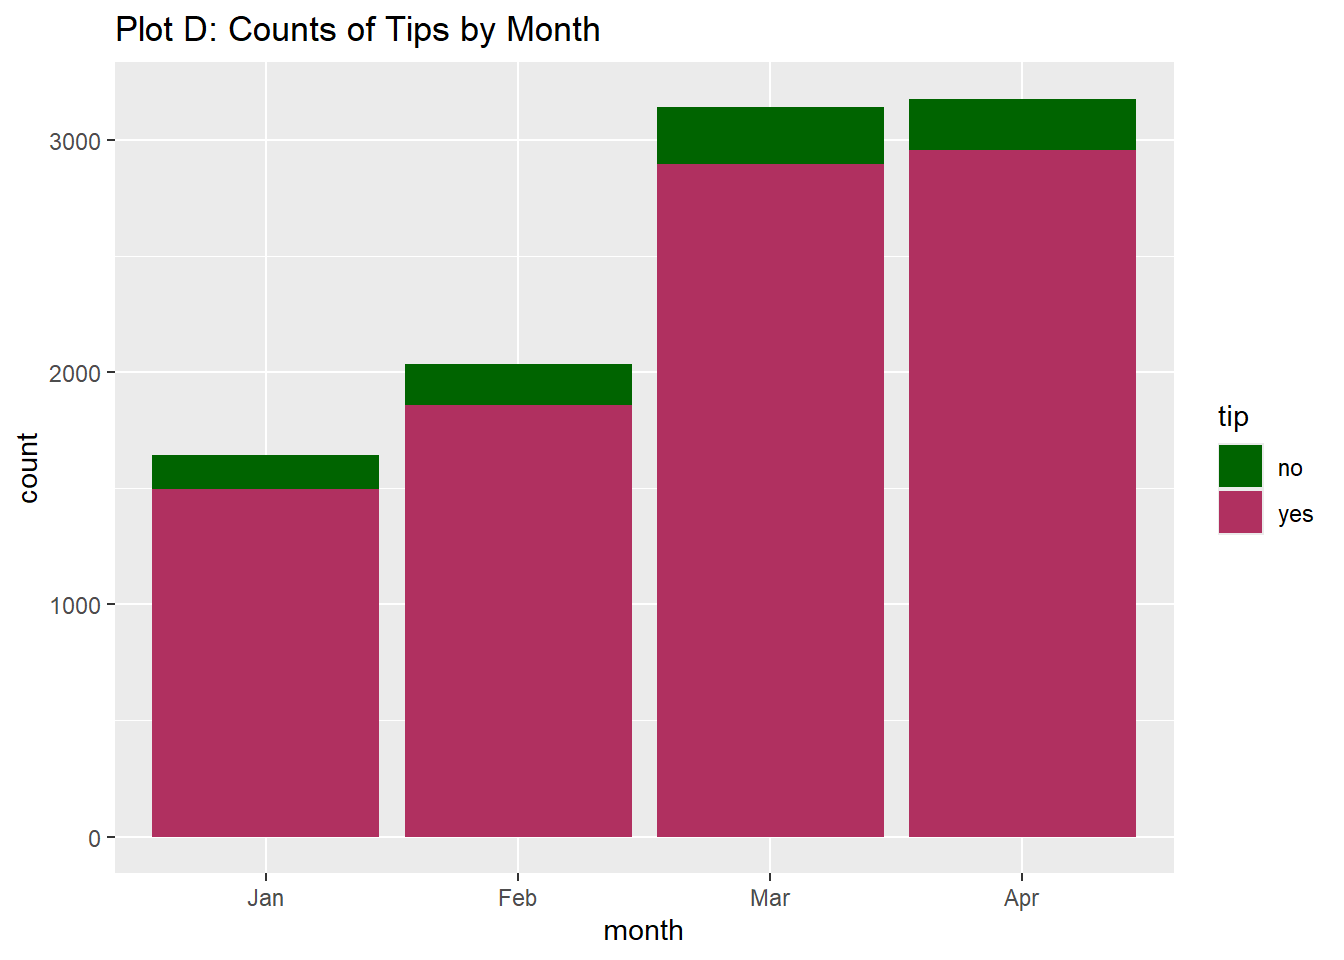 Plot D: Counts of Tips by Month
count
3000
2000
1000
0
Jan Feb Mar Apr
month
tip
no
yes